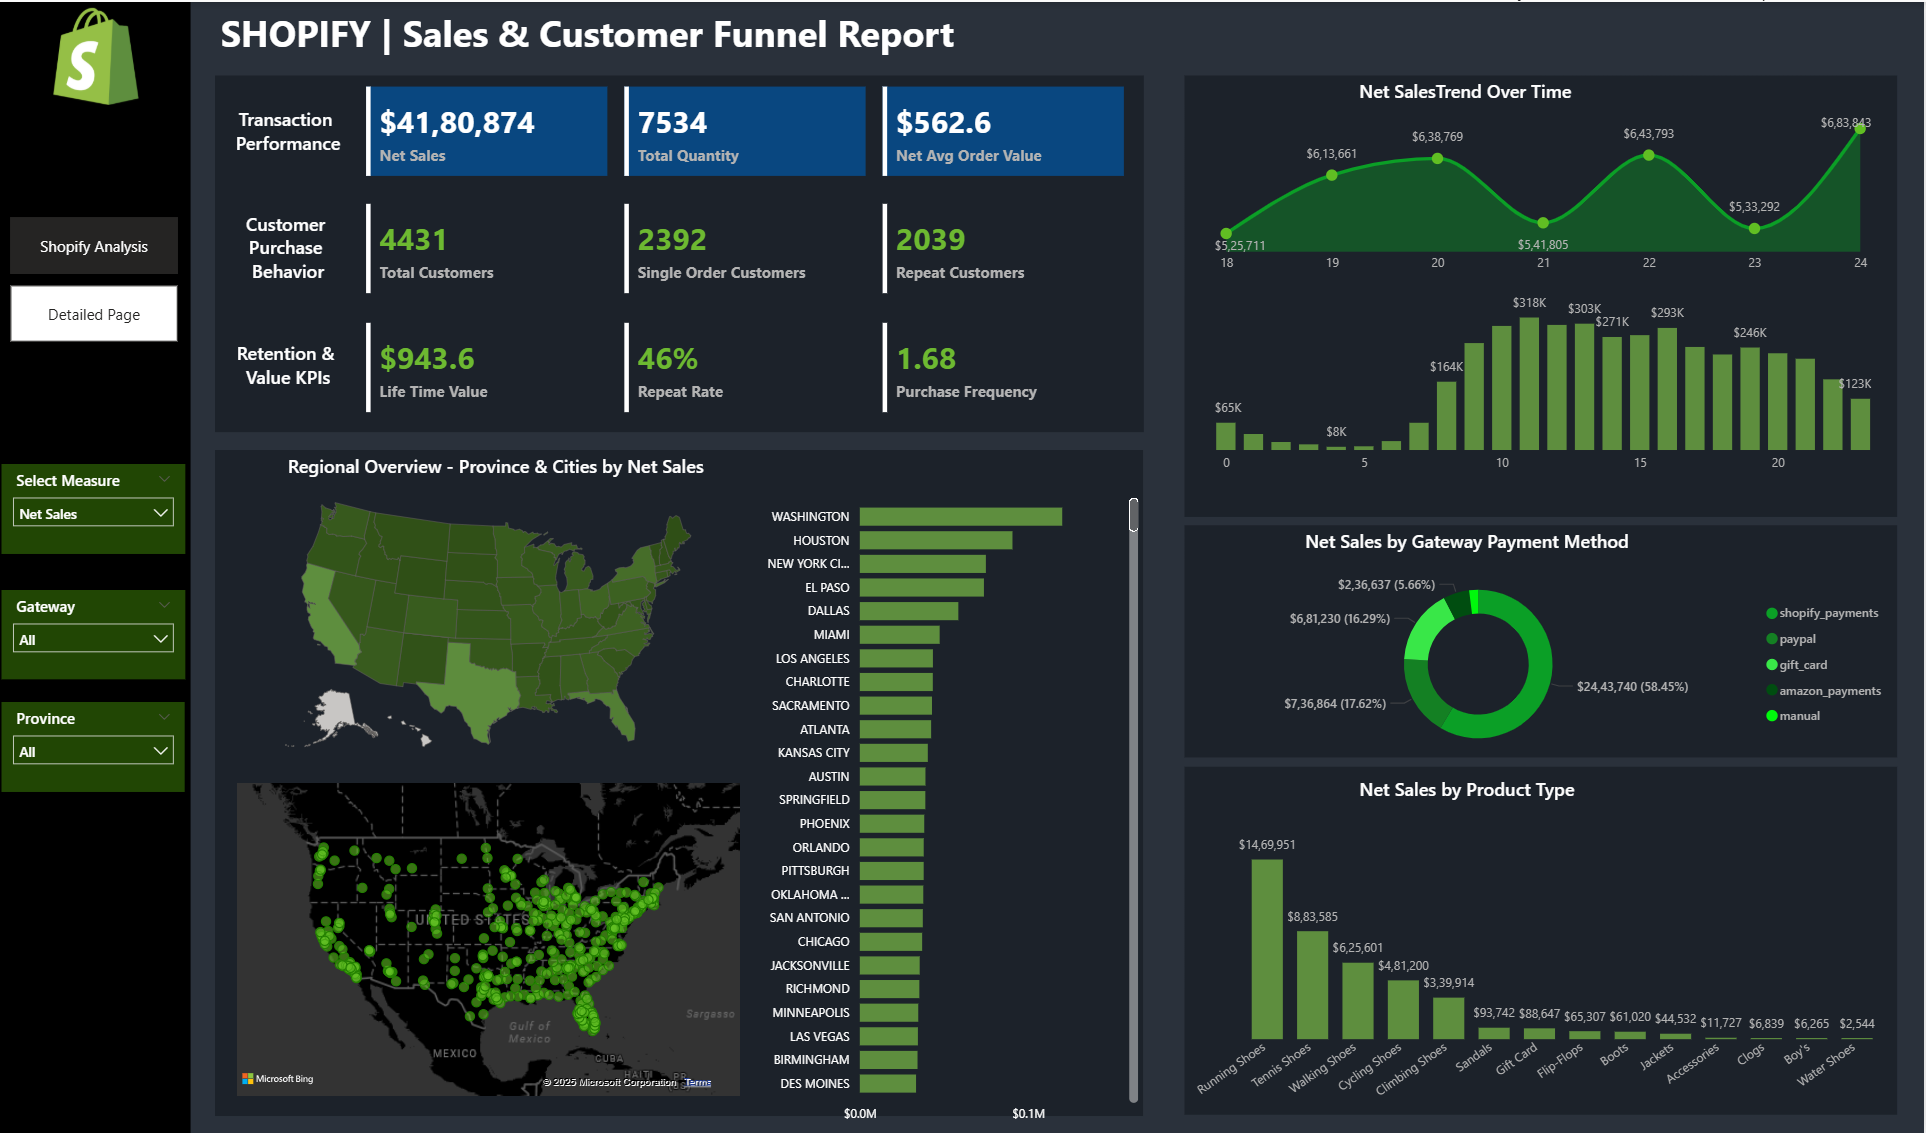 S
SHOPIFY | Sales & Customer Funnel Report
Shopify Analysis
Detailed Page
Select Measure
Net Sales
Gateway
All
Province
All
Transaction
Performance
$41,80,874
Net Sales
7534
Total Quantity
$562.6
Net Avg Order Value
Customer
Purchase
Behavior
4431
Total Customers
2392
Single Order Customers
2039
Repeat Customers
Retention &
Value KPIs
$943.6
Life Time Value
46%
Repeat Rate
1.68
Purchase Frequency
Regional Overview - Province & Cities by Net Sales
WASHINGTON
HOUSTON
NEW YORK CI...
EL PASO
DALLAS
MIAMI
LOS ANGELES
CHARLOTTE
SACRAMENTO
ATLANTA
KANSAS CITY
AUSTIN
SPRINGFIELD
PHOENIX
ORLANDO
PITTSBURGH
OKLAHOMA ...
SAN ANTONIO
CHICAGO
JACKSONVILLE
RICHMOND
MINNEAPOLIS
LAS VEGAS
BIRMINGHAM
DES MOINES
$0.0M $0.1M
UNITED STATES
Gulf of
Mexico
Sargasso
MEXICO
CUBA
HAITI
PR
Microsoft Bing
© 2025 Microsoft Corporation Terms
Net SalesTrend Over Time
$5,25,711
$6,13,661
$6,38,769
$5,41,805
$6,43,793
$5,33,292
$6,83,843
18 19 20 21 22 23 24
$65K
$8K
$164K
$318K
$303K
$271K
$293K
$246K
$123K
0 5 10 15 20
Net Sales by Gateway Payment Method
$2,36,637 (5.66%)
$6,81,230 (16.29%)
$7,36,864 (17.62%)
$24,43,740 (58.45%)
shopify_payments
paypal
gift_card
amazon_payments
manual
Net Sales by Product Type
$14,69,951
$8,83,585
$6,25,601
$4,81,200
$3,39,914
$93,742
$88,647
$65,307
$61,020
$44,532
$11,727
$6,839
$6,265
$2,544
Running Shoes
Tennis Shoes
Walking Shoes
Cycling Shoes
Climbing Shoes
Sandals
Gift Card
Flip-Flops
Boots
Jackets
Accessories
Clogs
Boy's
Water Shoes